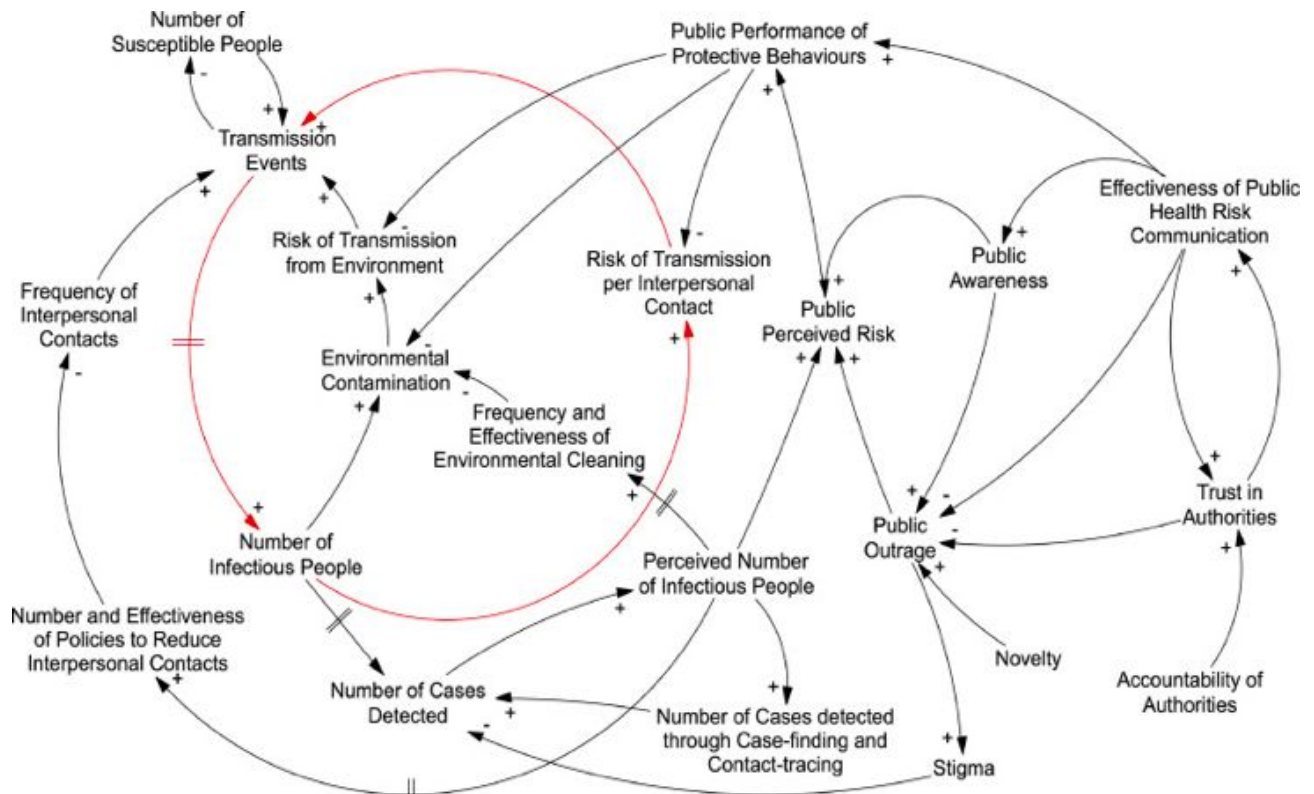 Number of
Susceptible People
Public Performance of
Protective Behaviours
Transmission
Events
Effectiveness of Public
Health Risk
Communication
Risk of Transmission
from Environment
Risk of Transmission
per Interpersonal
Contact
Public
Awareness
Frequency of
Interpersonal
Contacts
Public
Perceived Risk
Environmental
Contamination
Frequency and
Effectiveness of
Environmental Cleaning
Trust in
Authorities
Public
Outrage
Number of
Infectious People
Perceived Number
of Infectious People
Number and Effectiveness
of Policies to Reduce
Interpersonal Contacts
Novelty
Accountability of
Authorities
Number of Cases
Detected
Number of Cases detected
through Case-finding and
Contact-tracing
Stigma